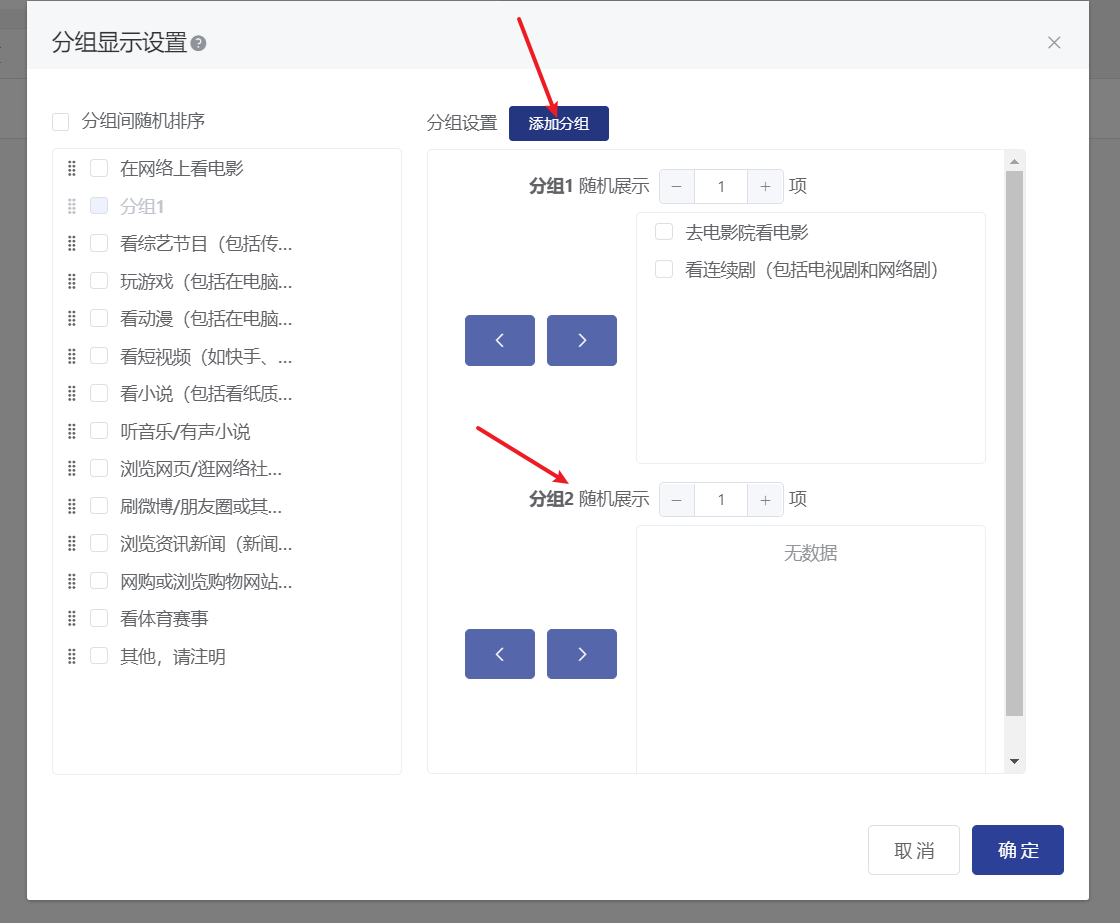 分组显示设置?
分组间随机排序
在网络上看电影
分组1
看综艺节目（包括传...
玩游戏（包括在电脑...
看动漫（包括在电脑...
看短视频（如快手、...
看小说（包括看纸质...
听音乐/有声小说
浏览网页/逛网络社...
刷微博/朋友圈或其...
浏览资讯新闻（新闻...
网购或浏览购物网站...
看体育赛事
其他，请注明
分组设置 添加分组
分组1 随机展示 − 1 + 项
去电影院看电影
看连续剧（包括电视剧和网络剧）
分组2 随机展示 − 1 + 项
无数据
取消 确定